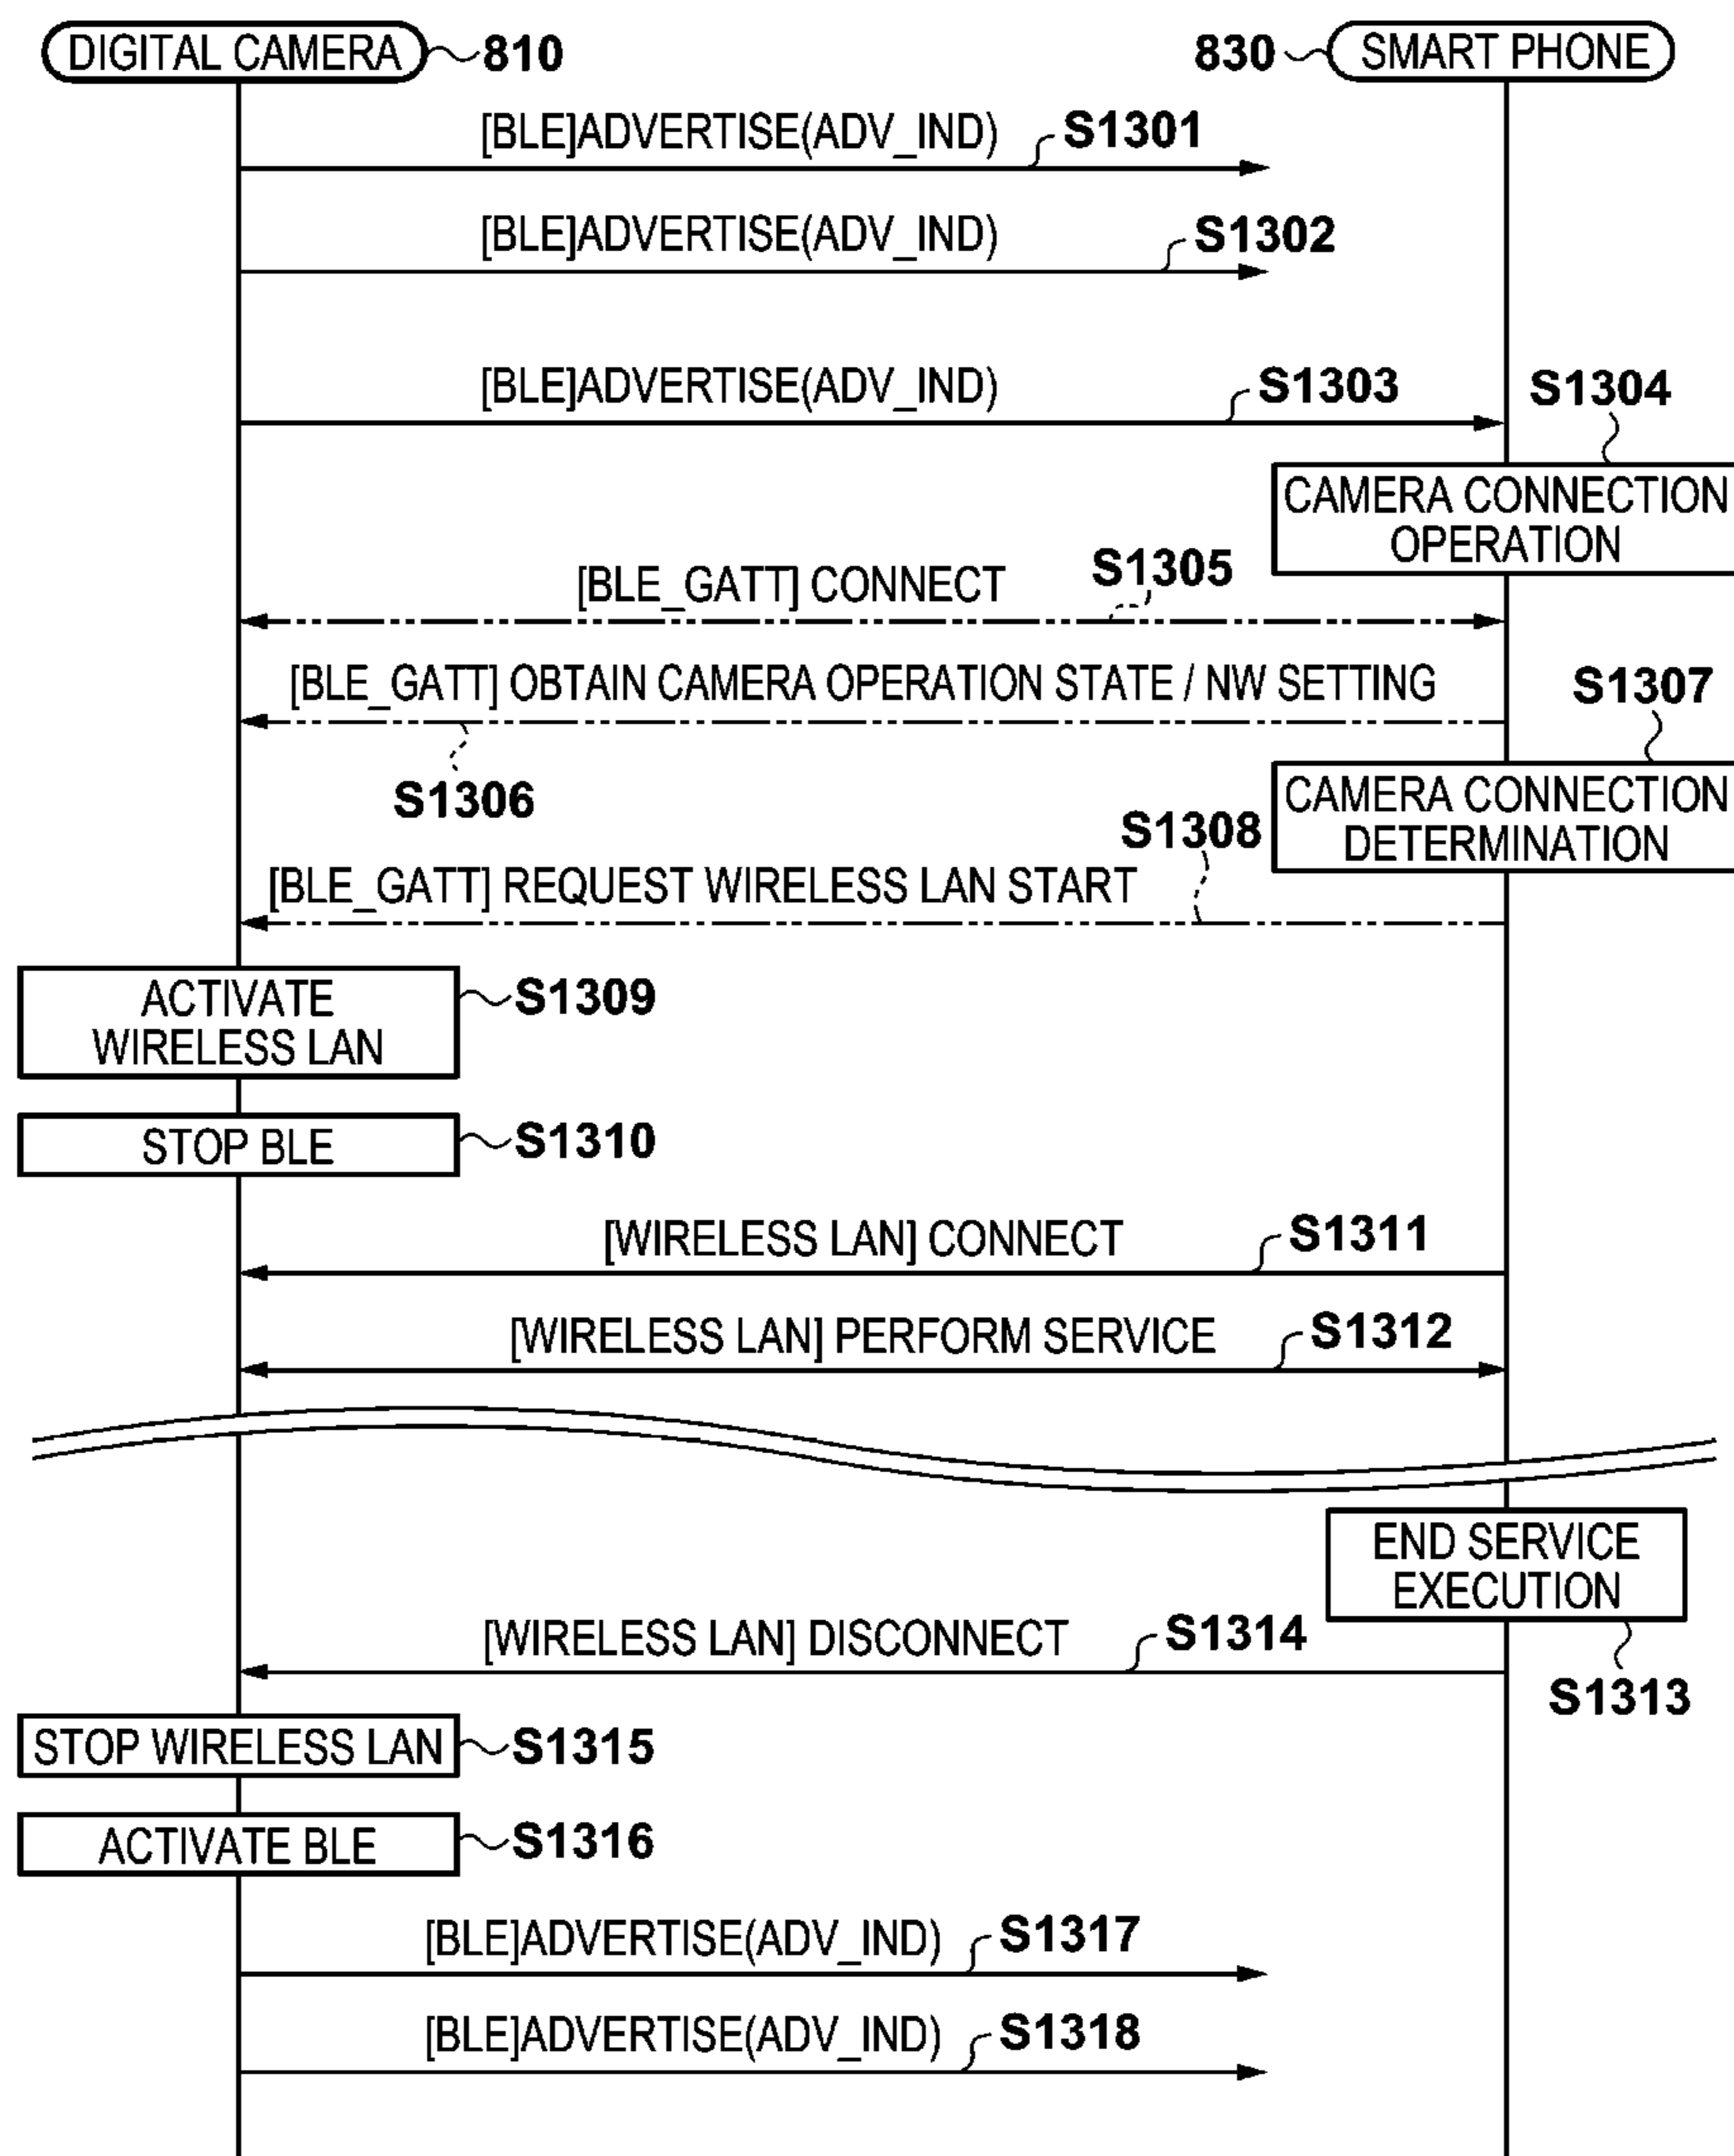 DIGITAL CAMERA 810 830 SMART PHONE
[BLE]ADVERTISE(ADV_IND) S1301
[BLE]ADVERTISE(ADV_IND) S1302
[BLE]ADVERTISE(ADV_IND) S1303
S1304
CAMERA CONNECTION
OPERATION
[BLE_GATT] CONNECT S1305
[BLE_GATT] OBTAIN CAMERA OPERATION STATE / NW SETTING
S1306
S1307
CAMERA CONNECTION
DETERMINATION
[BLE_GATT] REQUEST WIRELESS LAN START S1308
ACTIVATE
WIRELESS LAN
S1309
STOP BLE S1310
[WIRELESS LAN] CONNECT S1311
[WIRELESS LAN] PERFORM SERVICE S1312
END SERVICE
EXECUTION
S1313
[WIRELESS LAN] DISCONNECT S1314
STOP WIRELESS LAN S1315
ACTIVATE BLE S1316
[BLE]ADVERTISE(ADV_IND) S1317
[BLE]ADVERTISE(ADV_IND) S1318